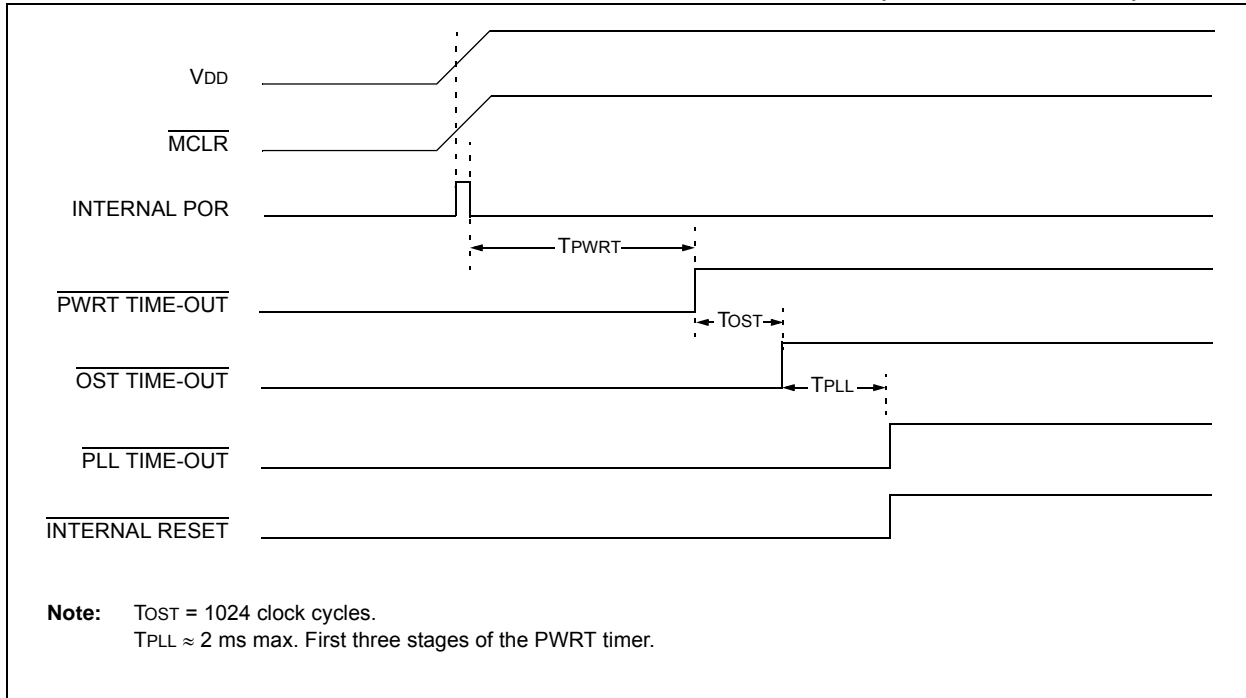 VDD
MCLR
INTERNAL POR
TPWRT
PWRT TIME-OUT
TOST
OST TIME-OUT
TPLL
PLL TIME-OUT
INTERNAL RESET
Note: TOST = 1024 clock cycles.
TPLL ≈ 2 ms max. First three stages of the PWRT timer.